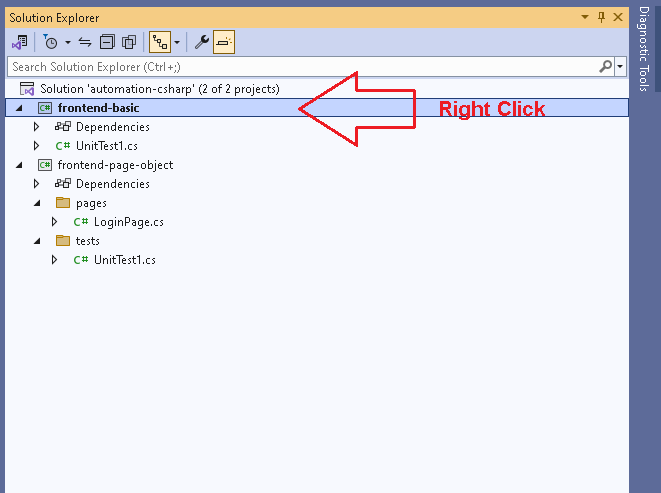 Solution Explorer
Search Solution Explorer (Ctrl+;)
Solution 'automation-csharp' (2 of 2 projects)
C# frontend-basic
Right Click
Dependencies
C# UnitTest1.cs
C# frontend-page-object
Dependencies
pages
C# LoginPage.cs
tests
C# UnitTest1.cs
Diagnostic Tools